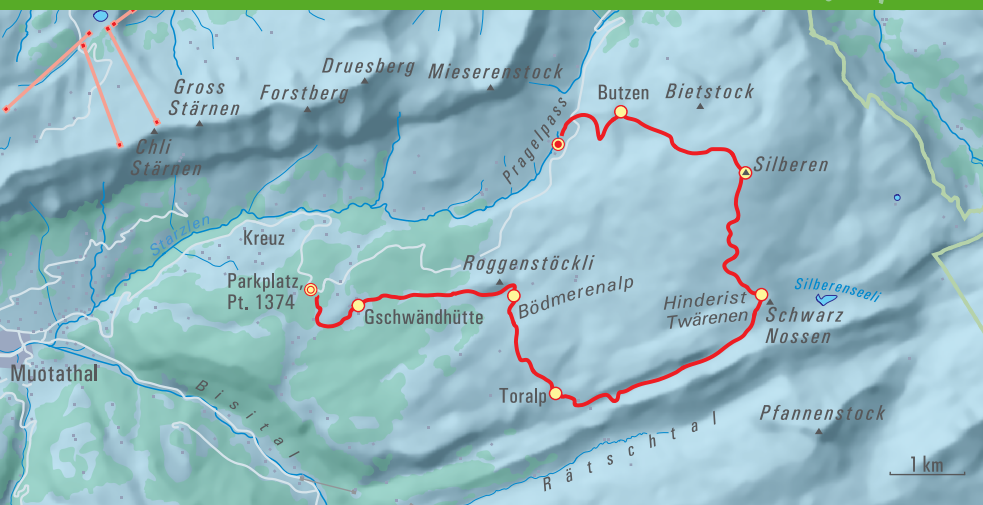 Druesberg
Mieserenstock
Gross
Stärnen
Forstberg
Butzen
Bietstock
Chli
Stärnen
Pragelpass
Silberen
Starzlen
Kreuz
Roggenstöckli
Parkplatz
Pt. 1374
Gschwändhütte
Bödmerenalp
Hinderist
Twärenen
Silberenseeli
Schwarz
Nossen
Muotathal
Bisital
Toralp
Pfannenstock
Rätschtal
1 km